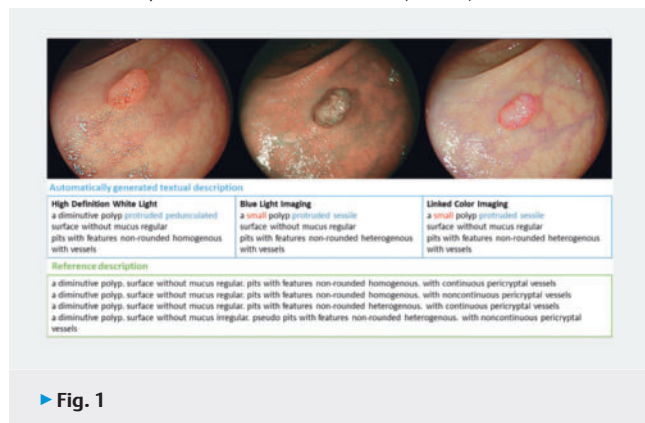 Automatically generated textual description
High Definition White Light
a diminutive polyp protruded pedunculated
surface without mucus regular
pits with features non-rounded homogenous
with vessels
Blue Light Imaging
a small polyp protruded sessile
surface without mucus regular
pits with features non-rounded heterogenous
with vessels
Linked Color Imaging
a small polyp protruded sessile
surface without mucus regular
pits with features non-rounded heterogenous
with vessels
Reference description
a diminutive polyp. surface without mucus regular. pits with features non-rounded homogenous. with continuous pericryptal vessels
a diminutive polyp. surface without mucus regular. pits with features non-rounded homogenous. with noncontinuous pericryptal vessels
a diminutive polyp. surface without mucus regular. pits with features non-rounded heterogenous. with continuous pericryptal vessels
a diminutive polyp. surface without mucus irregular. pseudo pits with features non-rounded heterogenous. with noncontinuous pericryptal
vessels
▶ Fig. 1